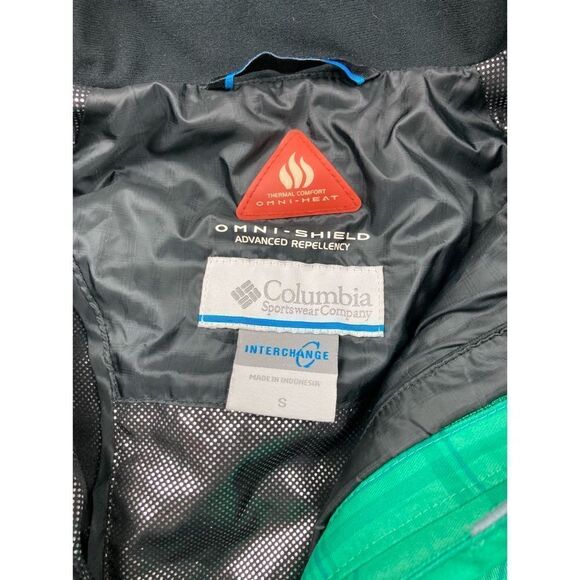 THERMAL COMFORT
OMNI-HEAT
OMNI-SHIELD
ADVANCED REPELLENCY
Columbia
Sportswear Company
INTERCHANGE
MADE IN INDONESIA
S